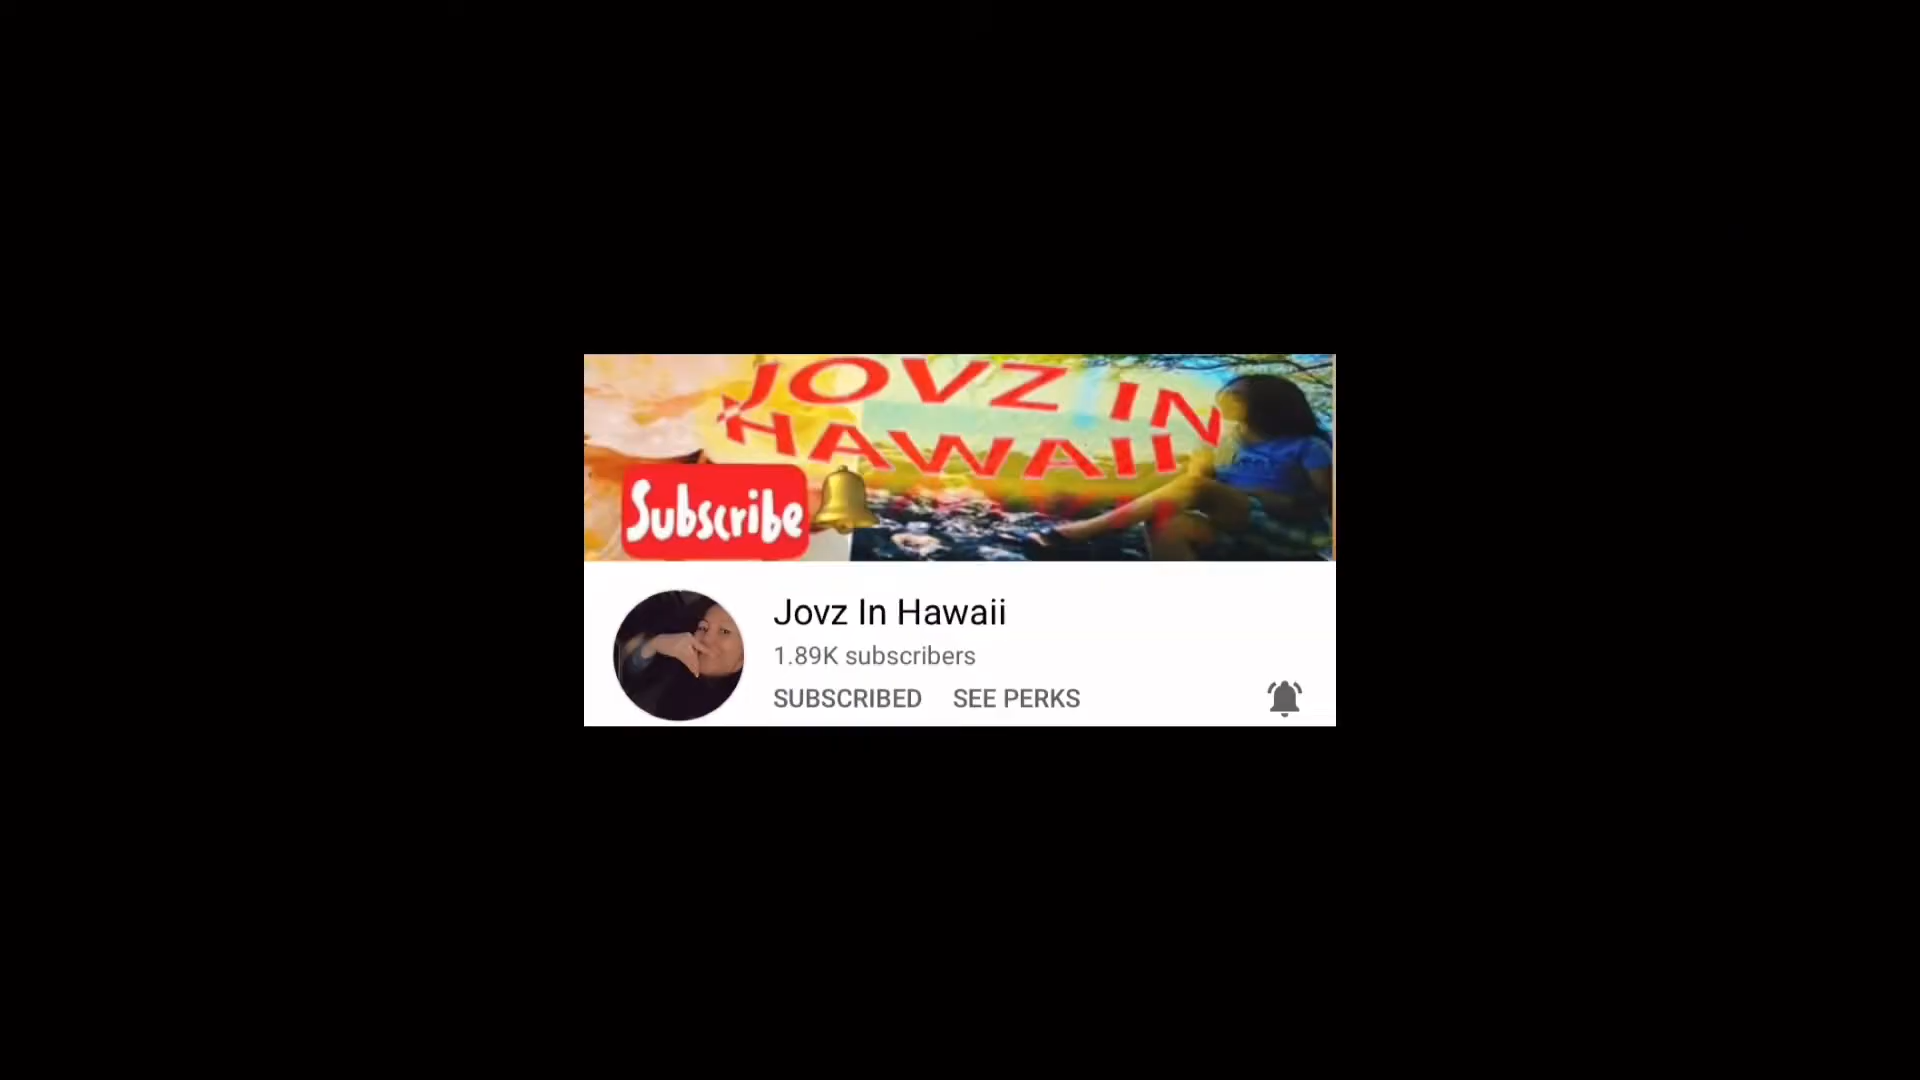 JOVZ IN
HAWAII
Subscribe
Jovz In Hawaii
1.89K subscribers
SUBSCRIBED SEE PERKS